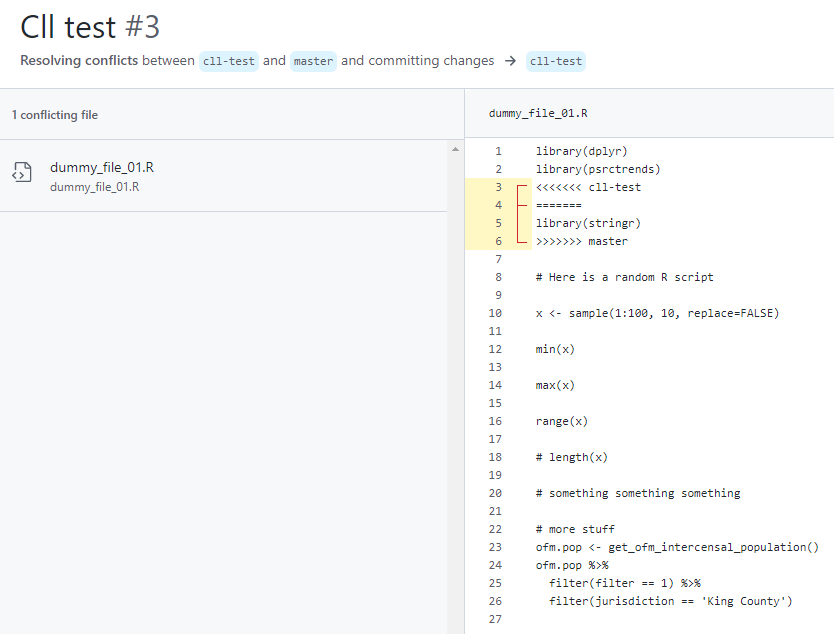 Cll test #3
Resolving conflicts between cll-test and master and committing changes → cll-test
1 conflicting file
dummy_file_01.R
dummy_file_01.R
dummy_file_01.R
1 library(dplyr)
2 library(psrctrends)
3 <<<<<<< cll-test
4 =======
5 library(stringr)
6 >>>>>>> master
7
8 # Here is a random R script
9
10 x <- sample(1:100, 10, replace=FALSE)
11
12 min(x)
13
14 max(x)
15
16 range(x)
17
18 # length(x)
19
20 # something something something
21
22 # more stuff
23 ofm.pop <- get_ofm_intercensal_population()
24 ofm.pop %>%
25   filter(filter == 1) %>%
26   filter(jurisdiction == 'King County')
27